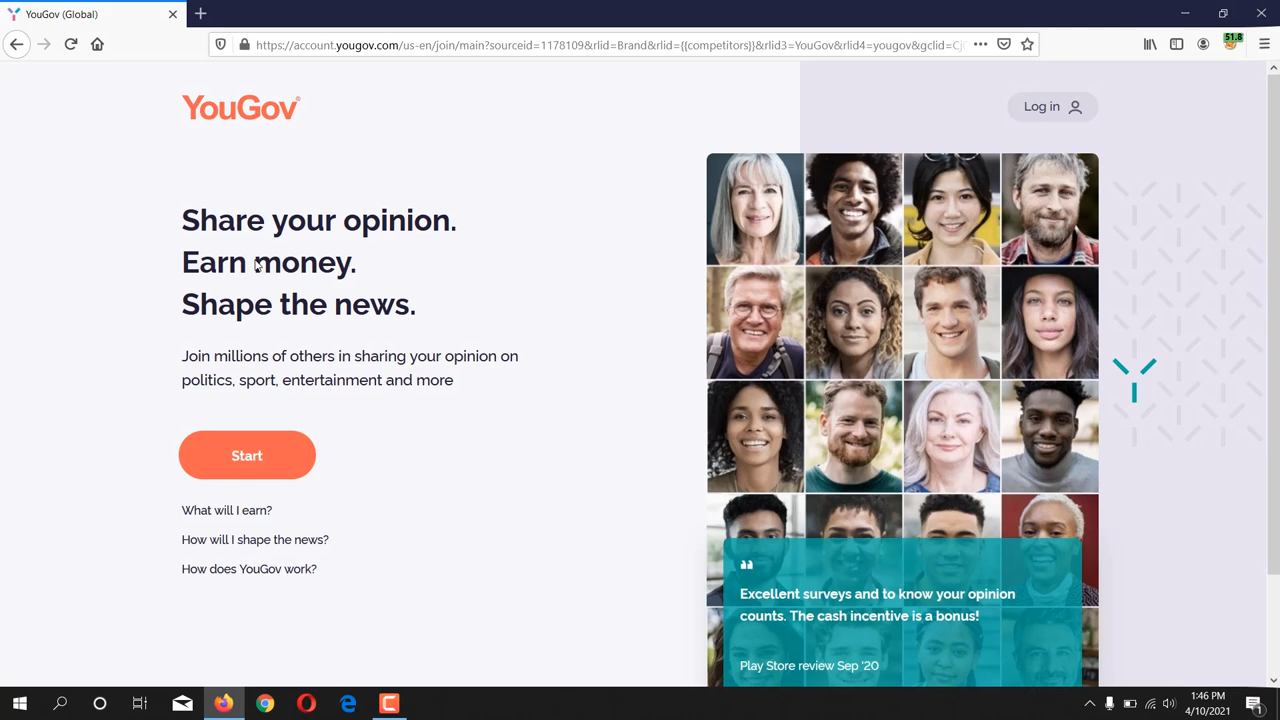 YouGov (Global)
https://account.yougov.com/us-en/join/main?sourceid=1178109&rlid=Brand&rlid={{competitors}}&rlid3=YouGov&rlid4=yougov&gclid=Cj
51.8
YouGov
Log in
Share your opinion.
Earn money.
Shape the news.
Join millions of others in sharing your opinion on
politics, sport, entertainment and more
Start
What will I earn?
How will I shape the news?
How does YouGov work?
"
Excellent surveys and to know your opinion
counts. The cash incentive is a bonus!
Play Store review Sep '20
1:46 PM
4/10/2021
1